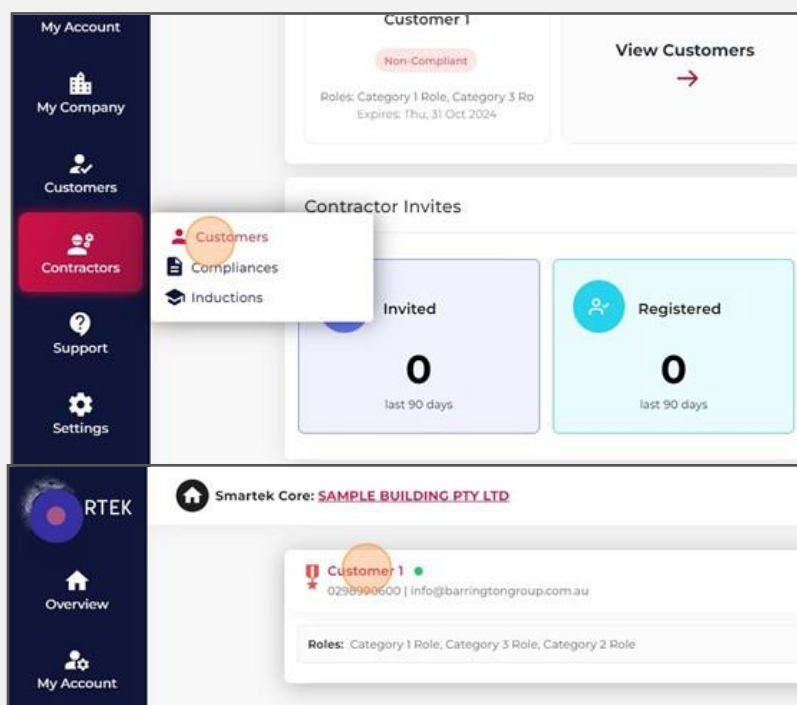 My Account
Customer 1
Non-Compliant
View Customers
My Company
Roles: Category 1 Role, Category 3 Ro
Expires: Thu, 31 Oct 2024
Customers
Contractor Invites
Customers
Contractors
Compliances
Inductions
Invited
Registered
Support
0
0
last 90 days
last 90 days
Settings
RTEK
Smartek Core: SAMPLE BUILDING PTY LTD
Customer 1
| info@barringtongroup.com.au
Overview
Roles: Category 1 Role, Category 3 Role, Category 2 Role
My Account